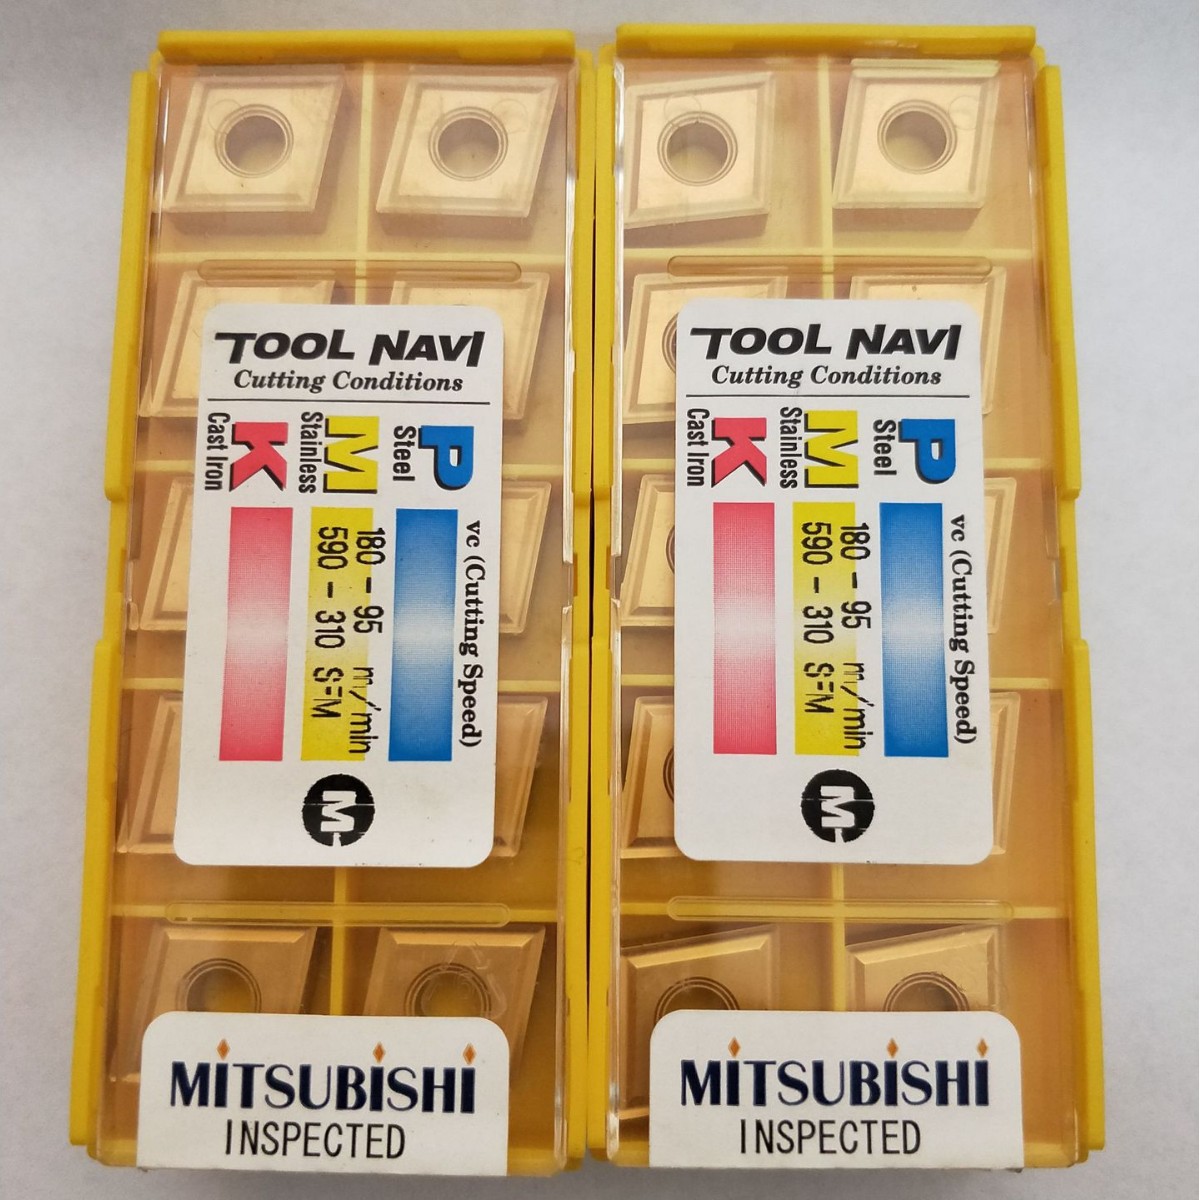 TOOL NAVI
Cutting Conditions
P
Steel
M
Stainless
K
Cast Iron
vc (Cutting Speed)
180 - 95 m/min
590 - 310 SFM
M
MITSUBISHI
INSPECTED
TOOL NAVI
Cutting Conditions
P
Steel
M
Stainless
K
Cast Iron
vc (Cutting Speed)
180 - 95 m/min
590 - 310 SFM
M
MITSUBISHI
INSPECTED